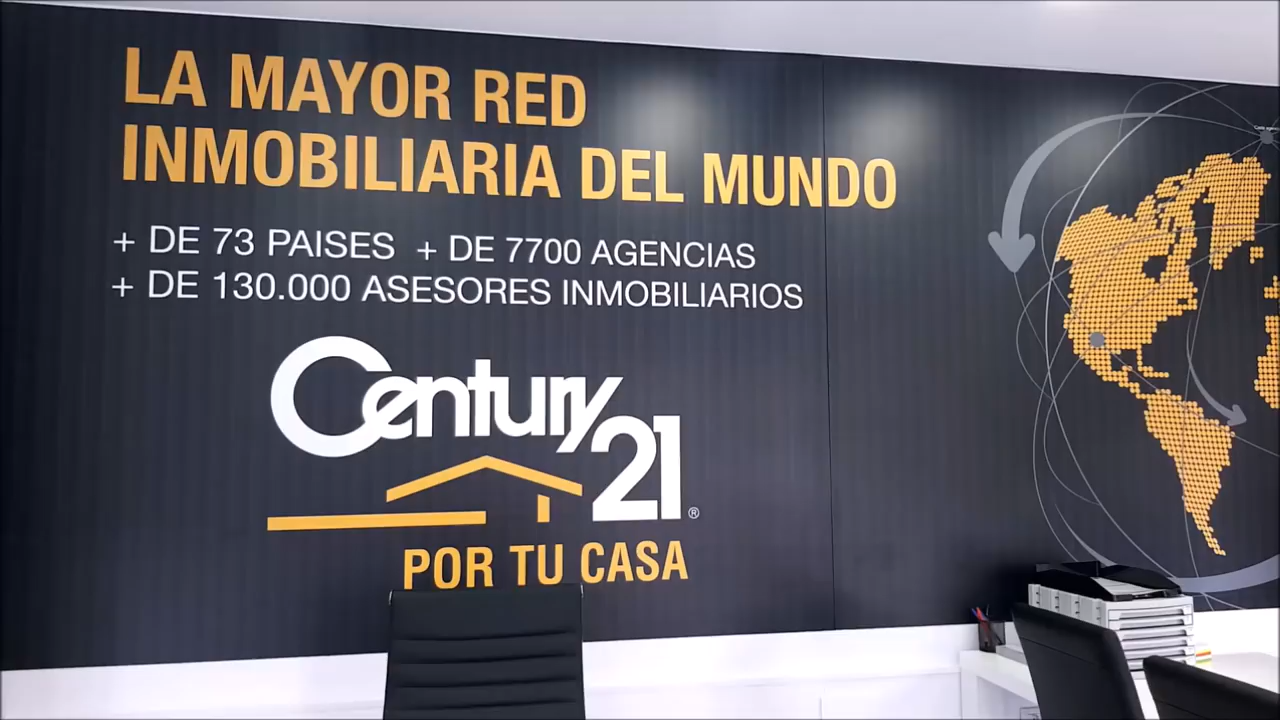 LA MAYOR RED
INMOBILIARIA DEL MUNDO
+ DE 73 PAISES + DE 7700 AGENCIAS
+ DE 130.000 ASESORES INMOBILIARIOS
Century
21®
POR TU CASA